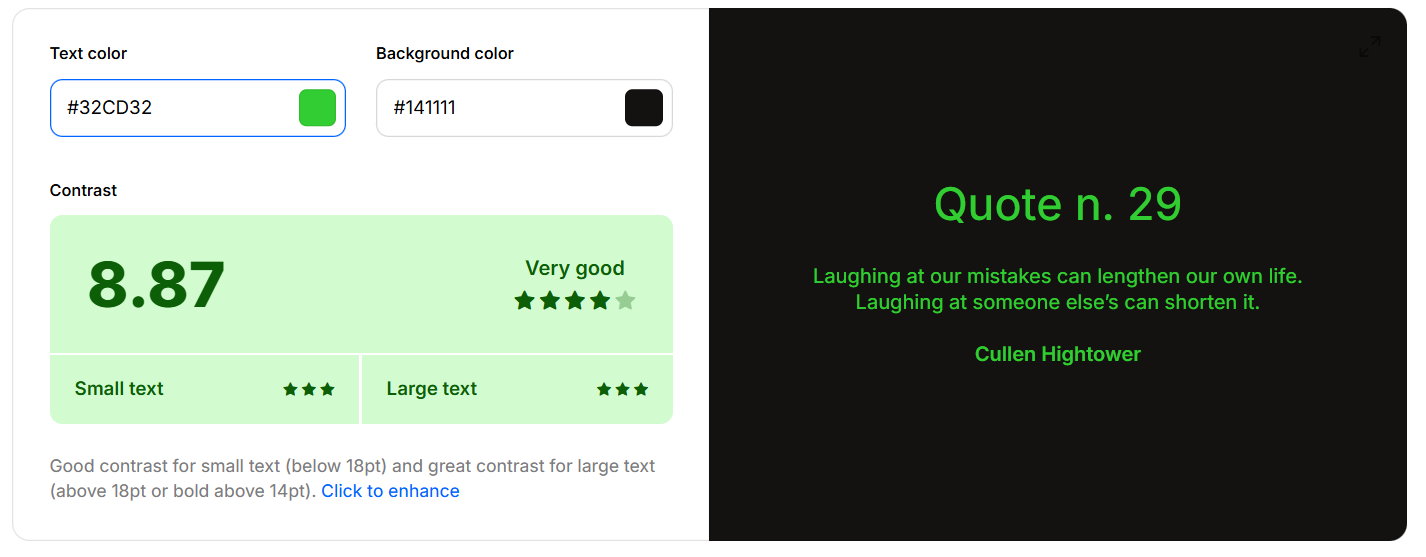 Text color
Background color
#32CD32
#141111
Contrast
8.87
Very good
Small text
Large text
Good contrast for small text (below 18pt) and great contrast for large text
(above 18pt or bold above 14pt). Click to enhance
Quote n. 29
Laughing at our mistakes can lengthen our own life.
Laughing at someone else’s can shorten it.
Cullen Hightower